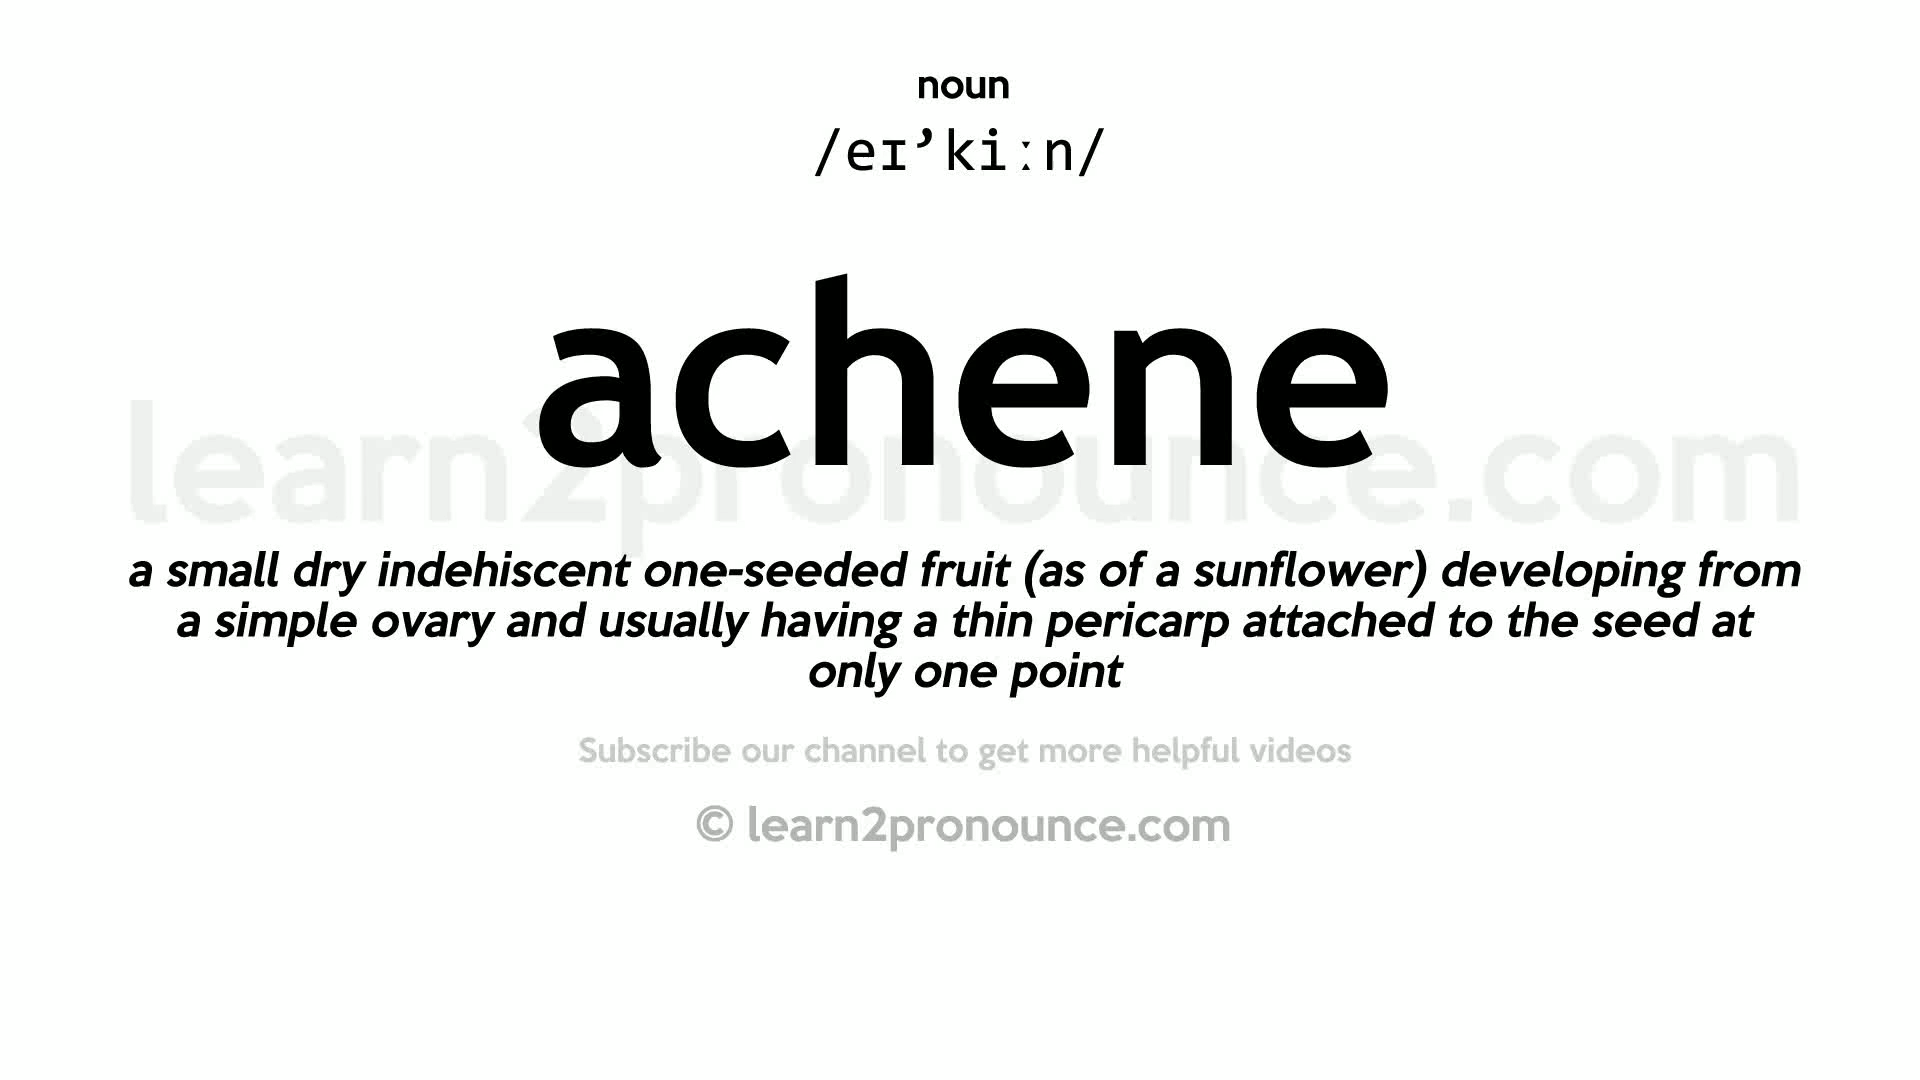 noun
/eɪ’kiːn/
achene
learn2pronounce.com
a small dry indehiscent one-seeded fruit (as of a sunflower) developing from
a simple ovary and usually having a thin pericarp attached to the seed at
only one point
Subscribe our channel to get more helpful videos
© learn2pronounce.com